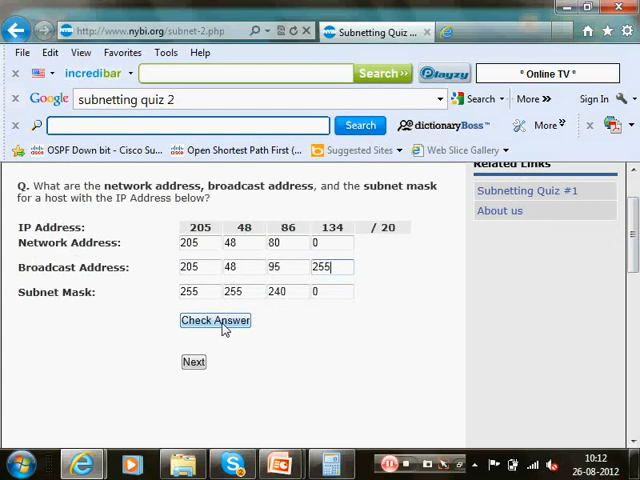 http://www.nybi.org/subnet-2.php
Subnetting Quiz ...
File Edit View Favorites Tools Help
x incredibar Search>> Playzy ° Online TV °
x Google subnetting quiz 2 Search More >> Sign In
x Search dictionaryBoss More >>
OSPF Down bit - Cisco Su... Open Shortest Path First (... Suggested Sites Web Slice Gallery
Related Links
Q. What are the network address, broadcast address, and the subnet mask
for a host with the IP Address below?
Subnetting Quiz #1
About us
IP Address: 205 48 86 134 / 20
Network Address: 205 48 80 0
Broadcast Address: 205 48 95 255
Subnet Mask: 255 255 240 0
Check Answer
Next
10:12
26-08-2012